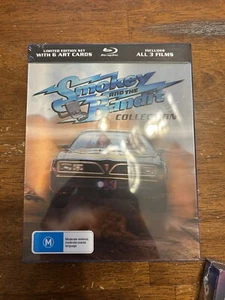 LIMITED EDITION SET
WITH 6 ART CARDS
Blu-ray
INCLUDES
ALL 3 FILMS
Smokey
AND THE
Bandit
COLLECTION
M